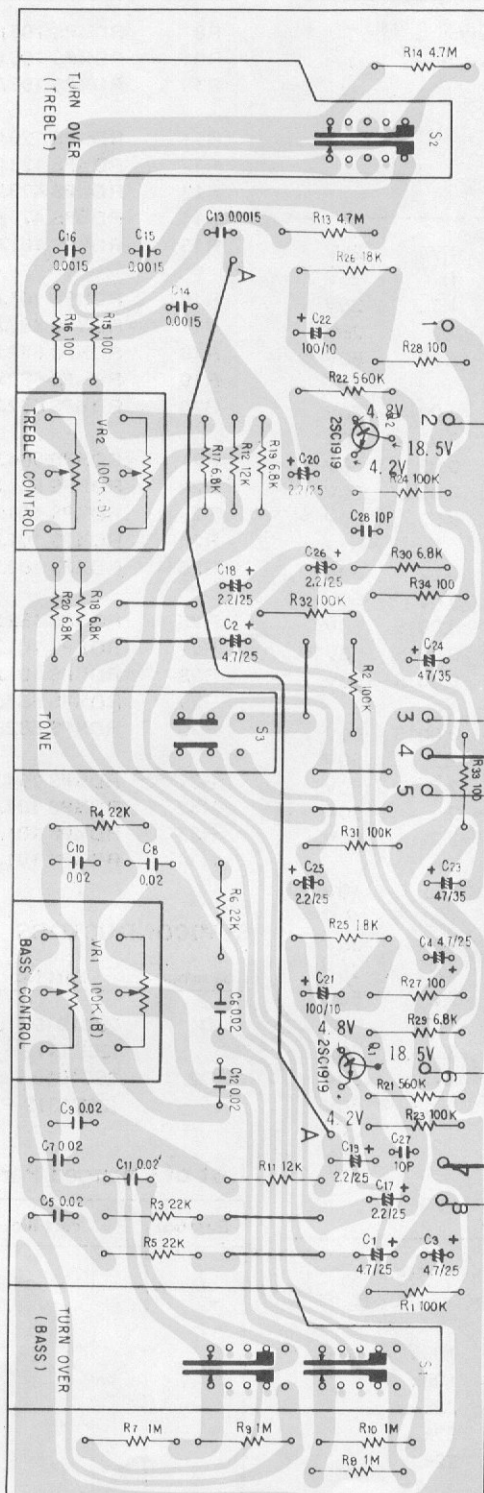 R14 4.7M
TURN OVER
(TREBLE)
S2
C13 0.0015
R13 4.7M
C16
0.0015
C15
0.0015
A
R26 18K
C14
0.0015
R16 100
R15 100
+ C22
100/10
1
R28 100
R22 560K
4.8V
Q2
2SC1919
2
18.5V
4.2V
TREBLE CONTROL
VR2 100K(B)
R17 6.8K
R12 12K
R19 6.8K
+ C20
2.2/25
R24 100K
C28 10P
C26 +
2.2/25
R30 6.8K
R34 100
C18 +
2.2/25
R20 6.8K
R18 6.8K
R32 100K
C2 +
4.7/25
R2 100K
+ C24
47/35
TONE
S3
3
4
5
R33 100
R4 22K
R31 100K
C10
0.02
C8
0.02
+ C25
2.2/25
+ C23
47/35
R6 22K
BASS CONTROL
VR1 100K(B)
R25 18K
C4 4.7/25
+
+ C21
100/10
R27 100
C6 0.02
4.8V
R29 6.8K
2SC1919
Q1
18.5V
6
C12 0.02
R21 560K
4.2V
R23 100K
C9 0.02
A
C27
10P
C7 0.02
C19 +
2.2/25
7
C11 0.02
R11 12K
C17 +
2.2/25
8
C5 0.02
R3 22K
R5 22K
C1 +
4.7/25
C3 +
4.7/25
R1 100K
TURN OVER
(BASS)
S1
R7 1M
R9 1M
R10 1M
R8 1M